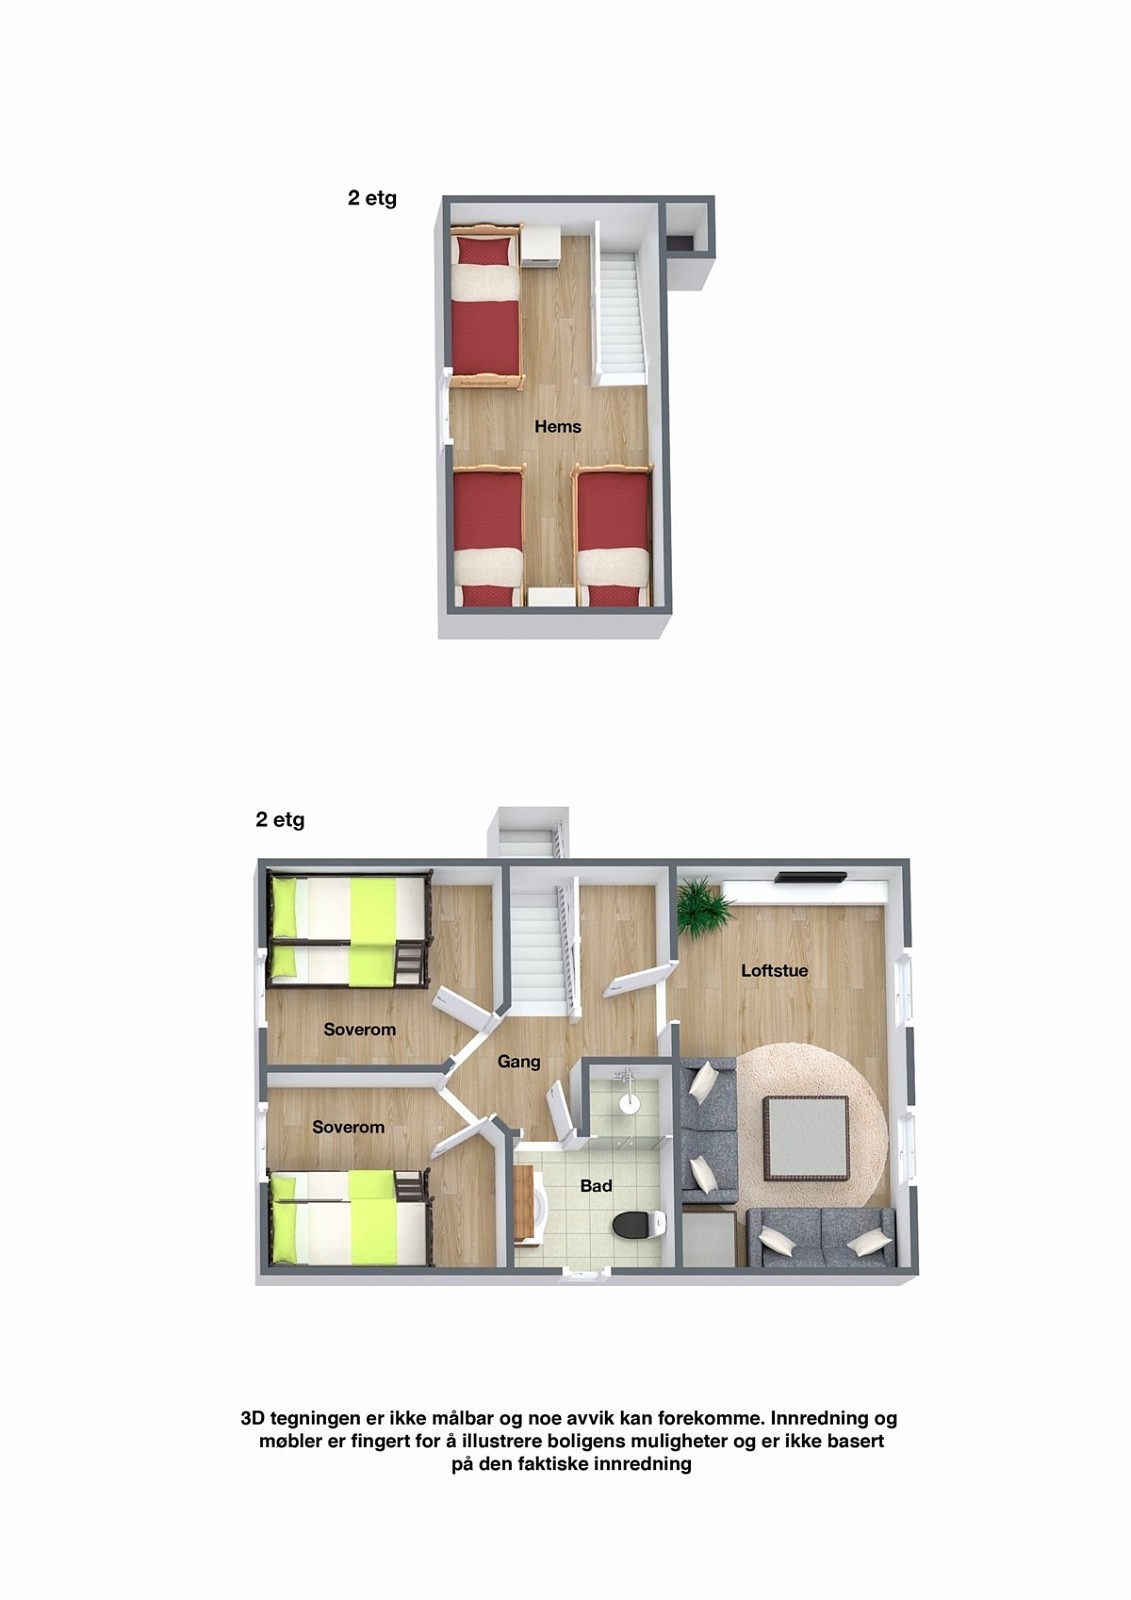 2 etg
Hems
2 etg
Loftstue
Soverom
Gang
Soverom
Bad
3D tegningen er ikke målbar og noe avvik kan forekomme. Innredning og
møbler er fingert for å illustrere boligens muligheter og er ikke basert
på den faktiske innredning